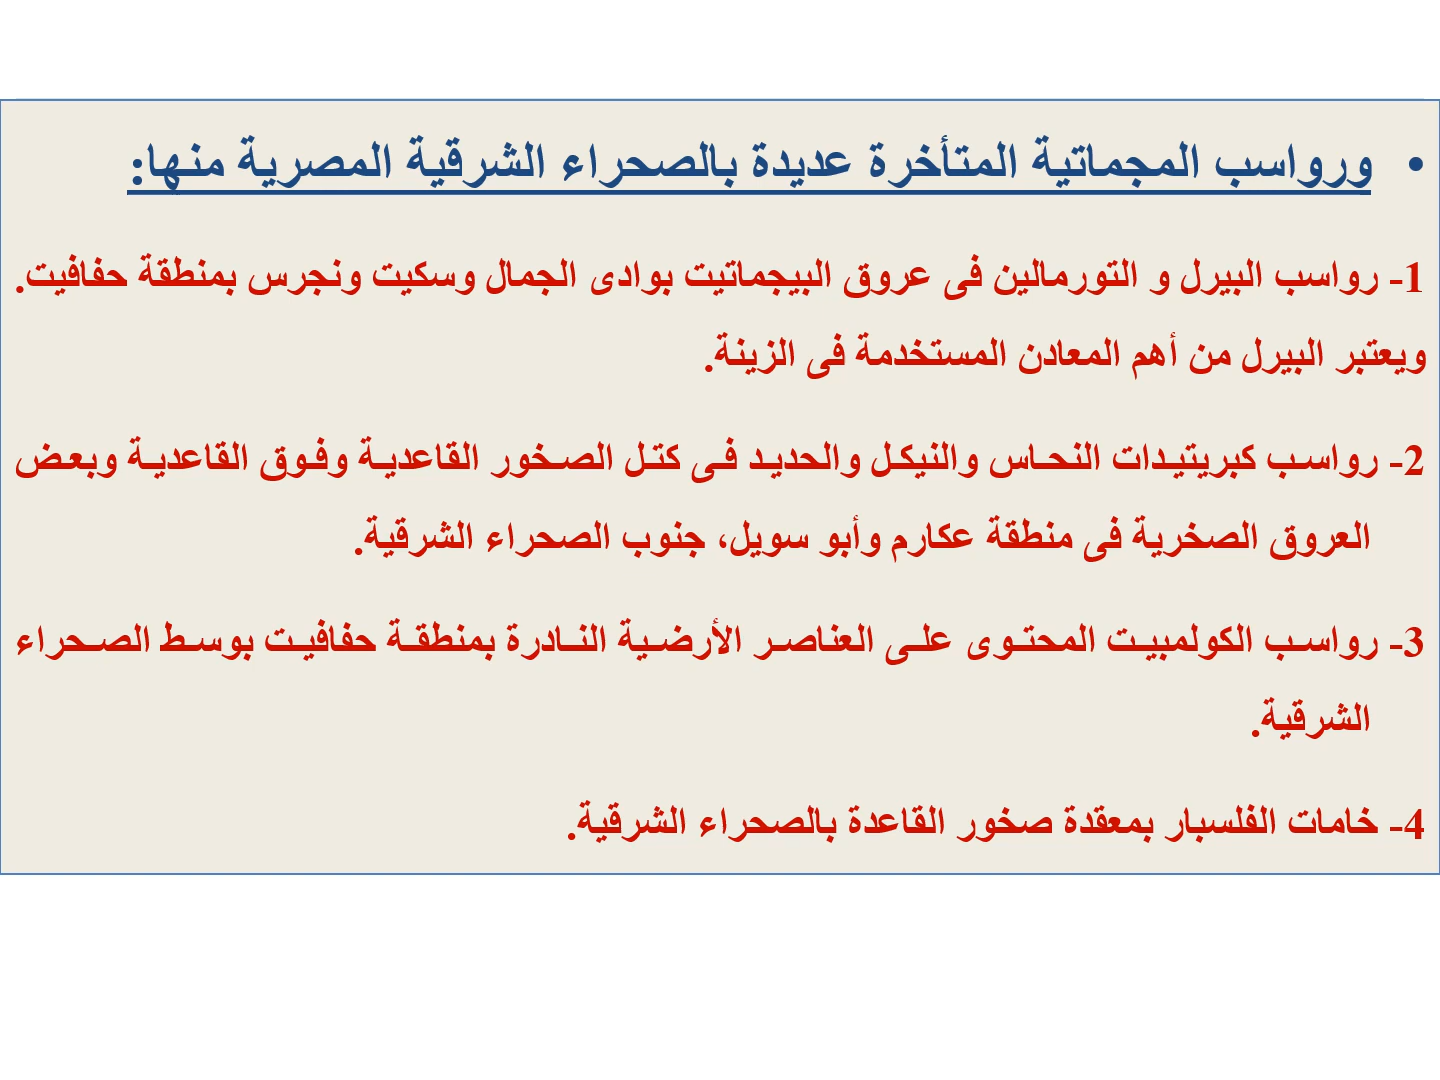 • ورواسب المجماتية المتأخرة عديدة بالصحراء الشرقية المصرية منها:
1- رواسب البيرل و التورمالين فى عروق البيجماتيت بوادى الجمال وسكيت ونجرس بمنطقة حفافيت.
ويعتبر البيرل من أهم المعادن المستخدمة فى الزينة.
2- رواسب كبريتيدات النحاس والنيكل والحديد فى كتل الصخور القاعدية وفوق القاعدية وبعض
العروق الصخرية فى منطقة عكارم وأبو سويل، جنوب الصحراء الشرقية.
3- رواسب الكولمبيت المحتوى على العناصر الأرضية النادرة بمنطقة حفافيت بوسط الصحراء
الشرقية.
4- خامات الفلسبار بمعقدة صخور القاعدة بالصحراء الشرقية.